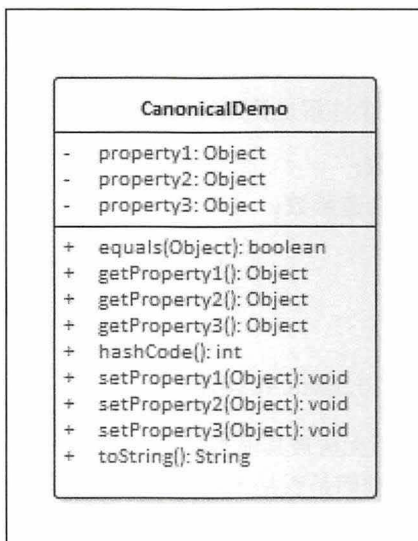 CanonicalDemo
- property1: Object
- property2: Object
- property3: Object
+ equals(Object): boolean
+ getProperty1(): Object
+ getProperty2(): Object
+ getProperty3(): Object
+ hashCode(): int
+ setProperty1(Object): void
+ setProperty2(Object): void
+ setProperty3(Object): void
+ toString(): String